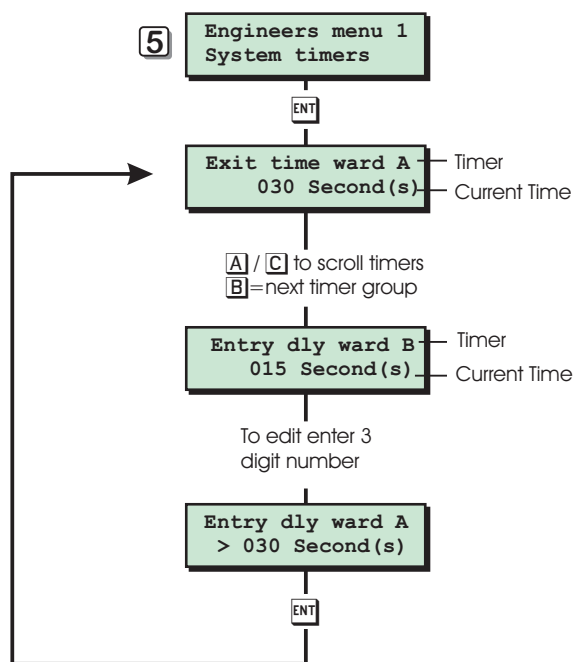 5
Engineers menu 1
System timers
ENT
Exit time ward A
030 Second(s)
Timer
Current Time
A / C to scroll timers
B=next timer group
Entry dly ward B
015 Second(s)
Timer
Current Time
To edit enter 3
digit number
Entry dly ward A
> 030 Second(s)
ENT